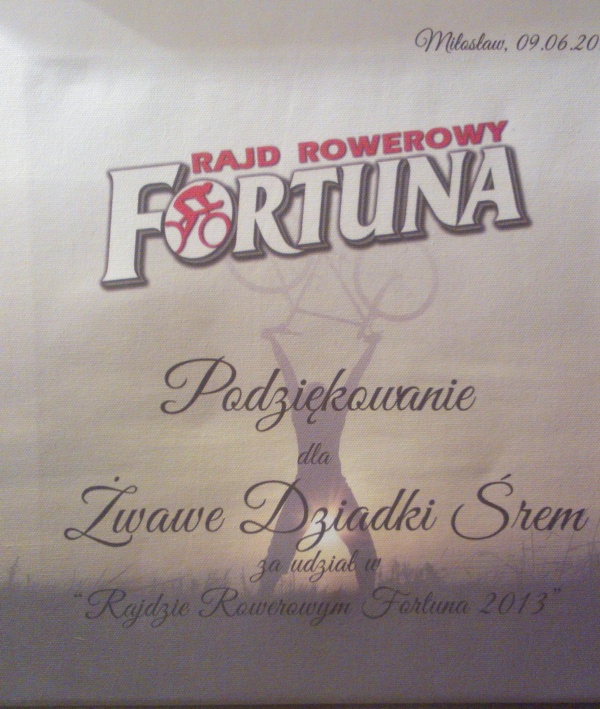 Miłosław, 09.06.20
RAJD ROWEROWY
FORTUNA
Podziękowanie
dla
Żwawe Dziadki Śrem
za udział w
“Rajdzie Rowerowym Fortuna 2013”